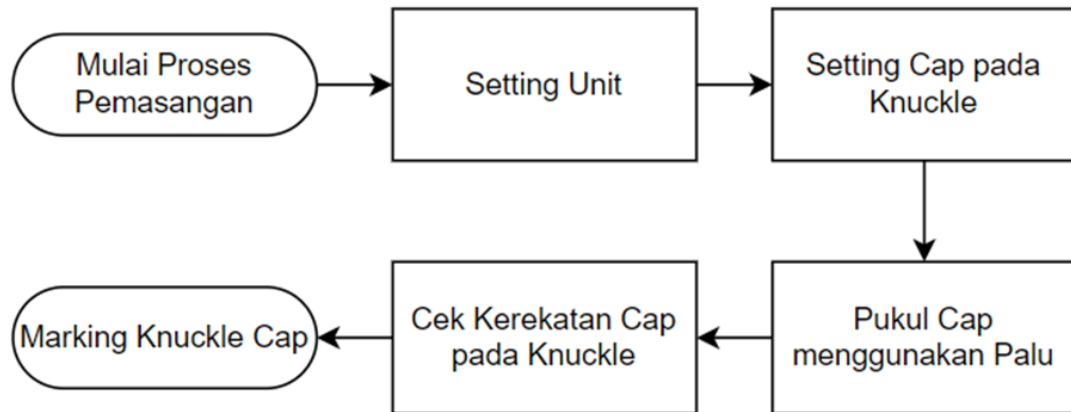 Mulai Proses
Pemasangan
Setting Unit
Setting Cap pada
Knuckle
Pukul Cap
menggunakan Palu
Cek Kerekatan Cap
pada Knuckle
Marking Knuckle Cap